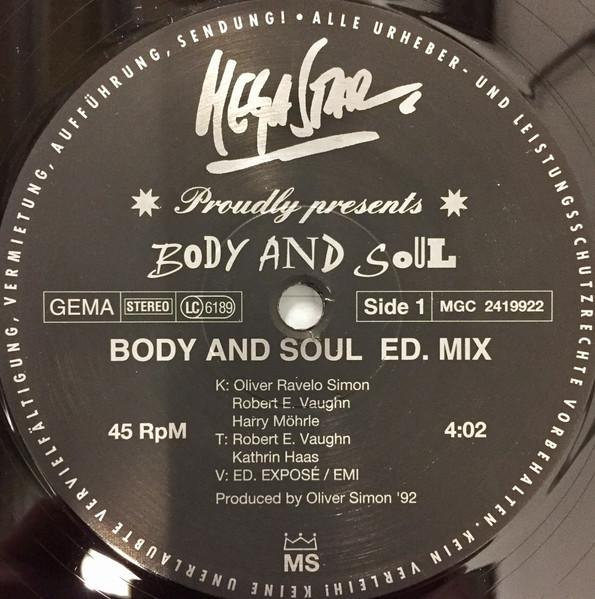 MEGASTAR
Proudly presents
BODY AND SOUL
GEMA STEREO LC 6189
Side 1 MGC 2419922
BODY AND SOUL ED. MIX
K: Oliver Ravelo Simon
Robert E. Vaughn
Harry Möhrle
45 RpM
T: Robert E. Vaughn
4:02
Kathrin Haas
V: ED. EXPOSÉ / EMI
Produced by Oliver Simon '92
MS
• ALLE URHEBER- UND LEISTUNGSSCHUTZRECHTE VORBEHALTEN • KEIN VERLEIH! KEINE UNERLAUBTE VERVIELFÄLTIGUNG, VERMIETUNG, AUFFÜHRUNG, SENDUNG!